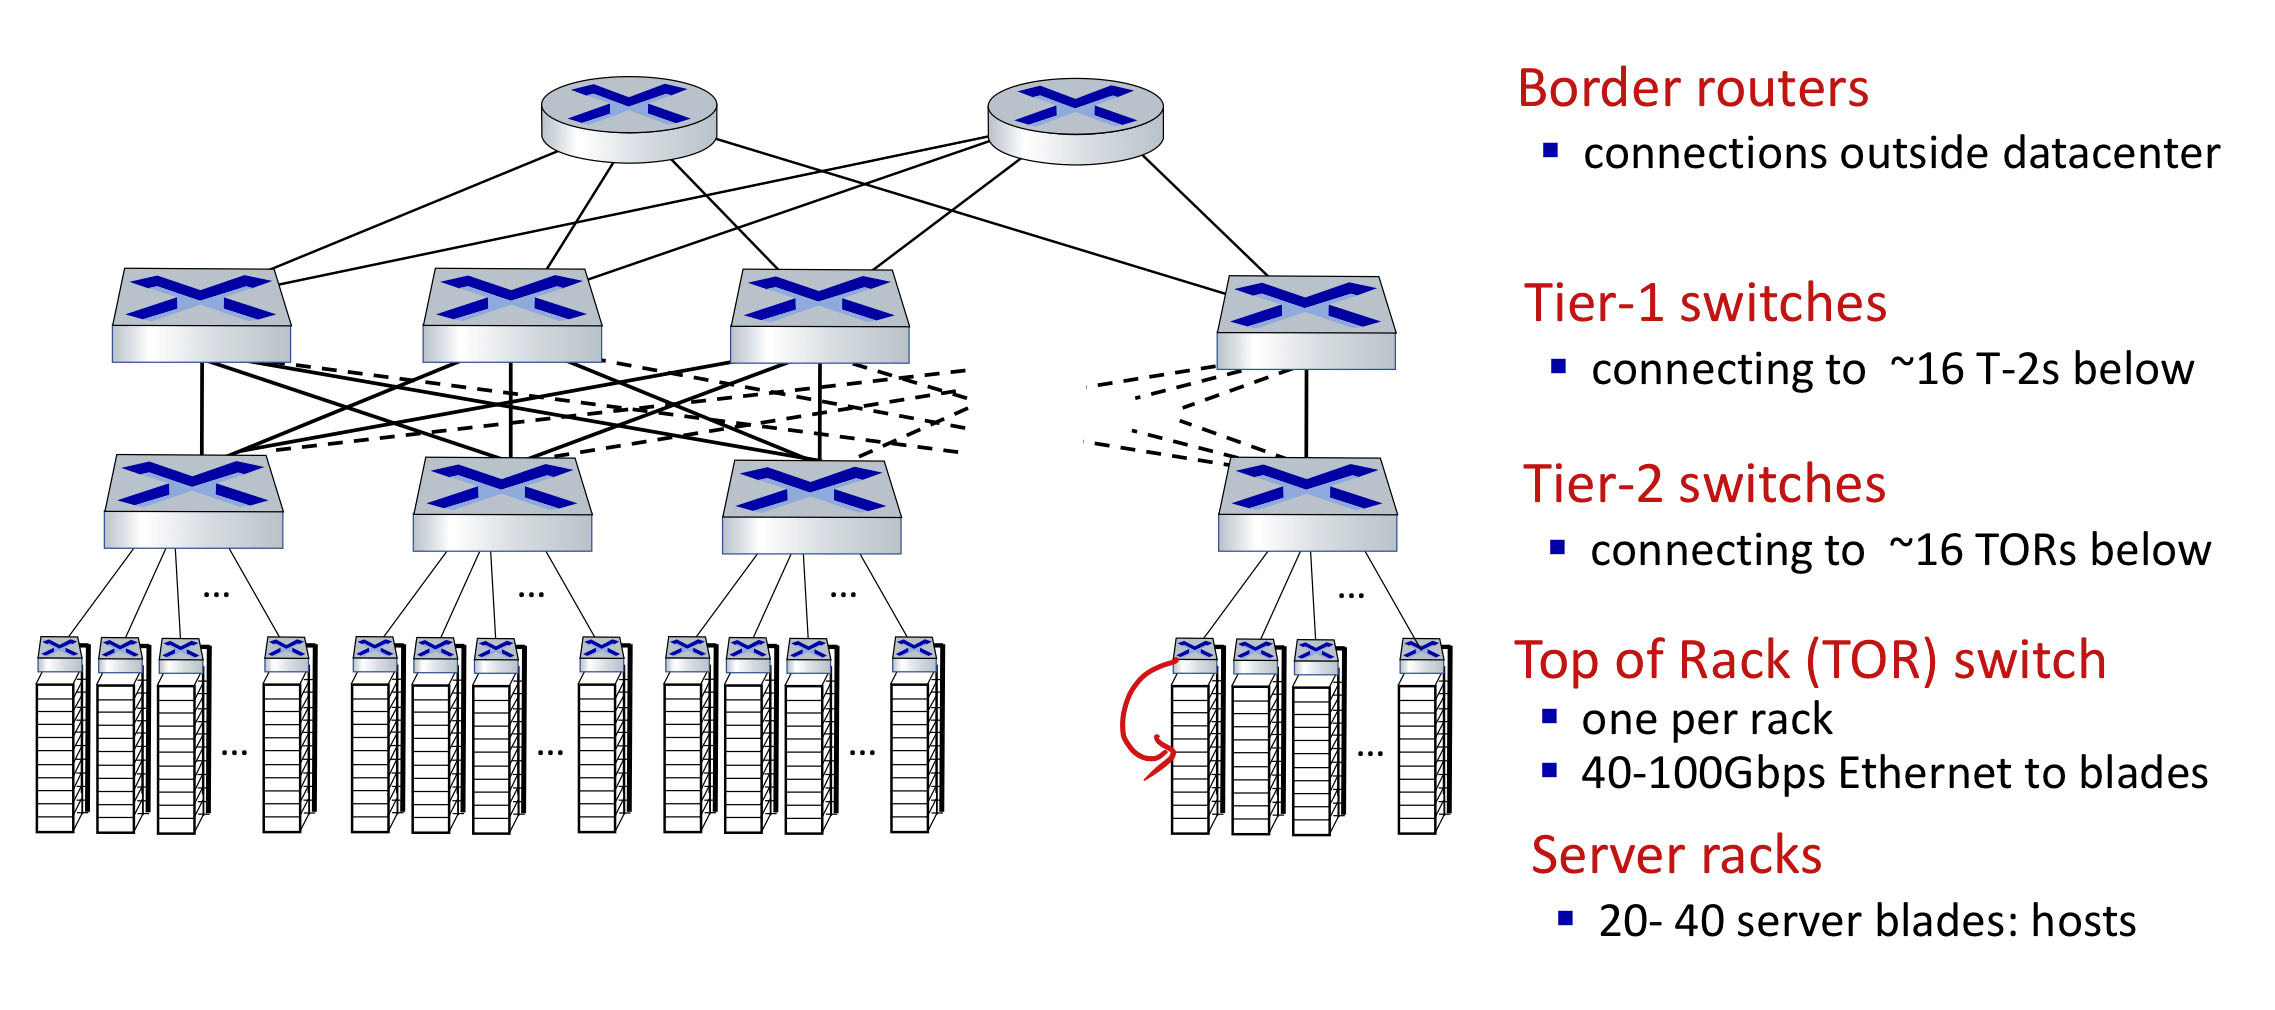 Border routers
▪ connections outside datacenter
Tier-1 switches
▪ connecting to ~16 T-2s below
Tier-2 switches
▪ connecting to ~16 TORs below
...
...
...
...
Top of Rack (TOR) switch
▪ one per rack
▪ 40-100Gbps Ethernet to blades
...
...
...
...
Server racks
▪ 20- 40 server blades: hosts